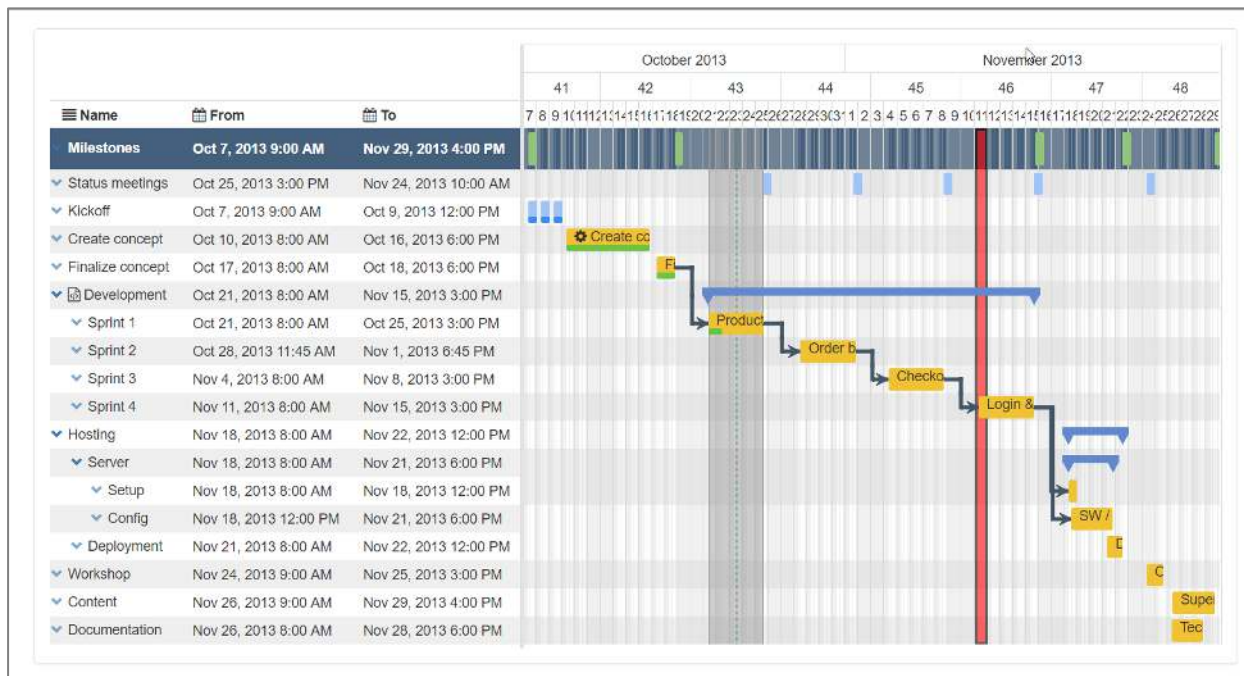 October 2013 November 2013
41 42 43 44 45 46 47 48
Name From To
Milestones Oct 7, 2013 9:00 AM Nov 29, 2013 4:00 PM
Status meetings Oct 25, 2013 3:00 PM Nov 24, 2013 10:00 AM
Kickoff Oct 7, 2013 9:00 AM Oct 9, 2013 12:00 PM
Create concept Oct 10, 2013 8:00 AM Oct 16, 2013 6:00 PM Create co
Finalize concept Oct 17, 2013 8:00 AM Oct 18, 2013 6:00 PM
Development Oct 21, 2013 8:00 AM Nov 15, 2013 3:00 PM
Sprint 1 Oct 21, 2013 8:00 AM Oct 25, 2013 3:00 PM Product
Sprint 2 Oct 28, 2013 11:45 AM Nov 1, 2013 6:45 PM Order b
Sprint 3 Nov 4, 2013 8:00 AM Nov 8, 2013 3:00 PM Checko
Sprint 4 Nov 11, 2013 8:00 AM Nov 15, 2013 3:00 PM Login &
Hosting Nov 18, 2013 8:00 AM Nov 22, 2013 12:00 PM
Server Nov 18, 2013 8:00 AM Nov 21, 2013 6:00 PM
Setup Nov 18, 2013 8:00 AM Nov 18, 2013 12:00 PM
Config Nov 18, 2013 12:00 PM Nov 21, 2013 6:00 PM SW /
Deployment Nov 21, 2013 8:00 AM Nov 22, 2013 12:00 PM
Workshop Nov 24, 2013 9:00 AM Nov 25, 2013 3:00 PM
Content Nov 26, 2013 9:00 AM Nov 29, 2013 4:00 PM Supe
Documentation Nov 26, 2013 8:00 AM Nov 28, 2013 6:00 PM Tec